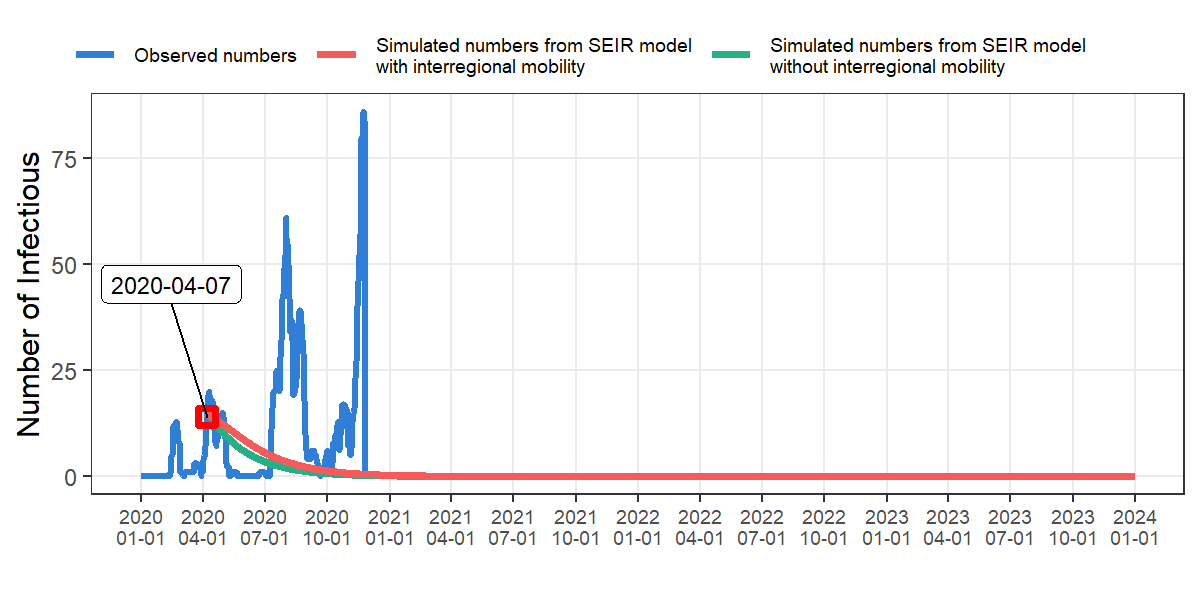 Observed numbers
Simulated numbers from SEIR model
with interregional mobility
Simulated numbers from SEIR model
without interregional mobility
Number of Infectious
75
50
25
0
2020-04-07
2020 2020 2020 2020 2021 2021 2021 2021 2022 2022 2022 2022 2023 2023 2023 2023 2024
01-01 04-01 07-01 10-01 01-01 04-01 07-01 10-01 01-01 04-01 07-01 10-01 01-01 04-01 07-01 10-01 01-01